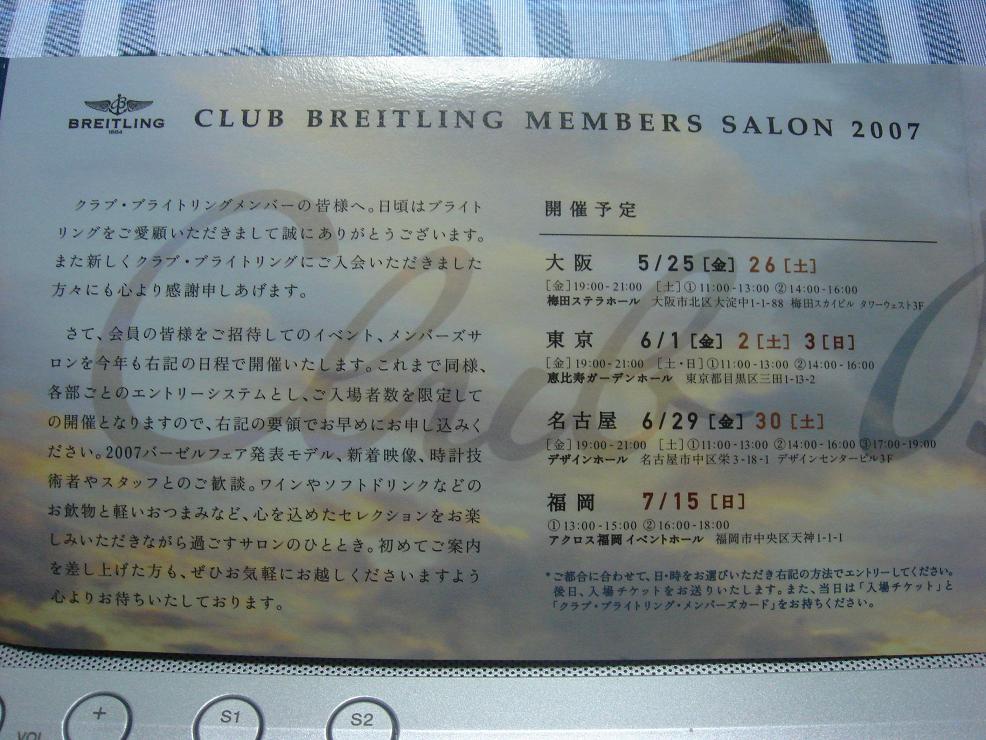 BREITLING
1884
CLUB BREITLING MEMBERS SALON 2007
クラブ・ブライトリングメンバーの皆様へ。日頃はブライト
リングをご愛顧いただきまして誠にありがとうございます。
また新しくクラブ・ブライトリングにご入会いただきました
方々にも心より感謝申しあげます。
さて、会員の皆様をご招待してのイベント、メンバーズサ
ロンを今年も右記の日程で開催いたします。これまで同様、
各部ごとのエントリーシステムとし、ご入場者数を限定して
の開催となりますので、右記の要領でお早めにお申し込みく
ださい。2007バーゼルフェア発表モデル、新着映像、時計技
術者やスタッフとのご歓談。ワインやソフトドリンクなどの
お飲物と軽いおつまみなど、心を込めたセレクションをお楽
しみいただきながら過ごすサロンのひととき。初めてご案内
を差し上げた方も、ぜひお気軽にお越しくださいますよう
心よりお待ちいたしております。
開催予定
大阪 5/25[金] 26[土]
[金]19:00-21:00 [土]①11:00-13:00 ②14:00-16:00
梅田ステラホール 大阪市北区大淀中1-1-88 梅田スカイビル タワーウェスト3F
東京 6/1[金] 2[土] 3[日]
[金]19:00-21:00 [土・日]①11:00-13:00 ②14:00-16:00
恵比寿ガーデンホール 東京都目黒区三田1-13-2
名古屋 6/29[金] 30[土]
[金]19:00-21:00 [土]①11:00-13:00 ②14:00-16:00 ③17:00-19:00
デザインホール 名古屋市中区栄3-18-1 デザインセンタービル3F
福岡 7/15[日]
①13:00-15:00 ②16:00-18:00
アクロス福岡 イベントホール 福岡市中央区天神1-1-1
*ご都合に合わせて、日・時をお選びいただき右記の方法でエントリーしてください。
後日、入場チケットをお送りいたします。また、当日は「入場チケット」と
「クラブ・ブライトリング・メンバーズカード」をお持ちください。
Club
VOL
+
S1
S2